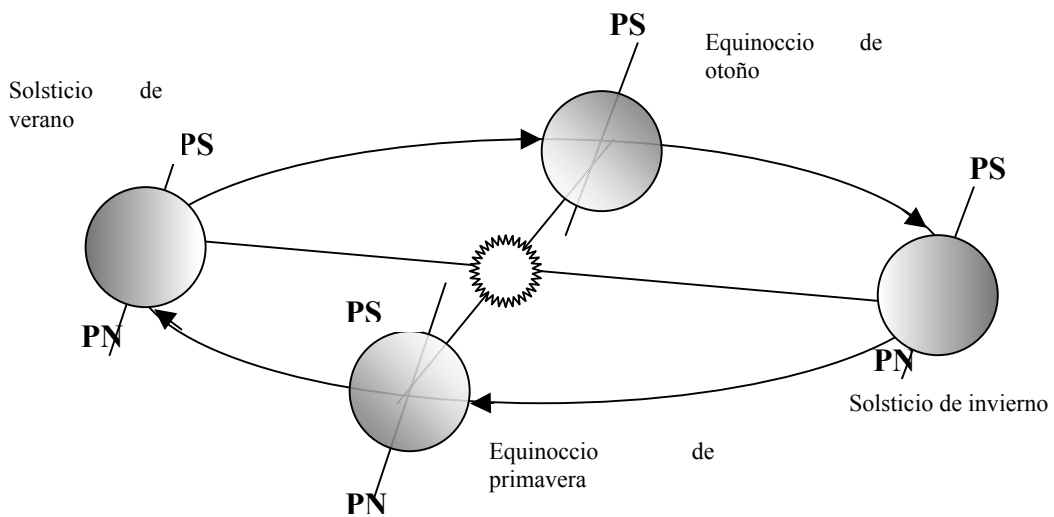 PS
Equinoccio de
otoño
Solsticio de
verano
PS
PS
PS
PN
PN
Solsticio de invierno
Equinoccio de
primavera
PN